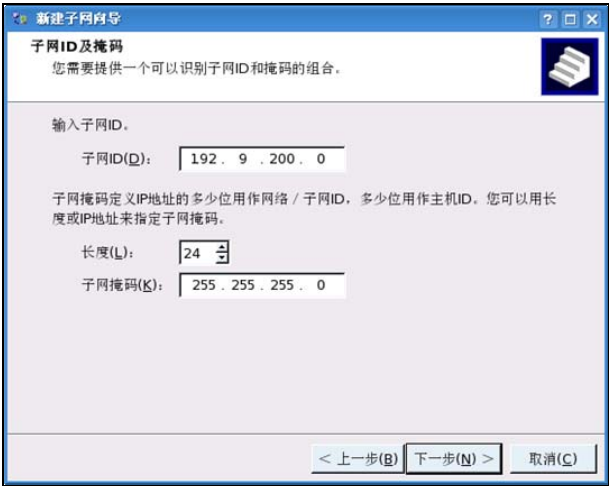 新建子网向导
子网ID及掩码
您需要提供一个可以识别子网ID和掩码的组合。
输入子网ID。
子网ID(D): 192. 9 .200. 0
子网掩码定义IP地址的多少位用作网络 / 子网ID，多少位用作主机ID。您可以用长
度或IP地址来指定子网掩码。
长度(L): 24
子网掩码(K): 255 . 255 . 255 . 0
< 上一步(B) 下一步(N) > 取消(C)